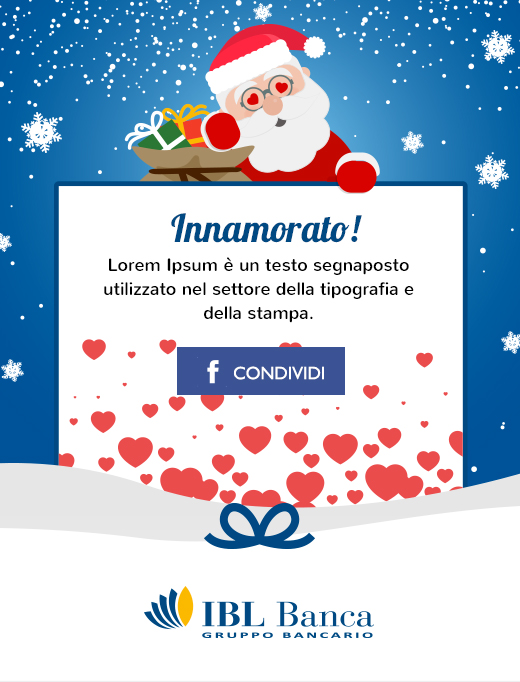 Innamorato!
Lorem Ipsum è un testo segnaposto
utilizzato nel settore della tipografia e
della stampa.
f CONDIVIDI
IBL Banca
GRUPPO BANCARIO